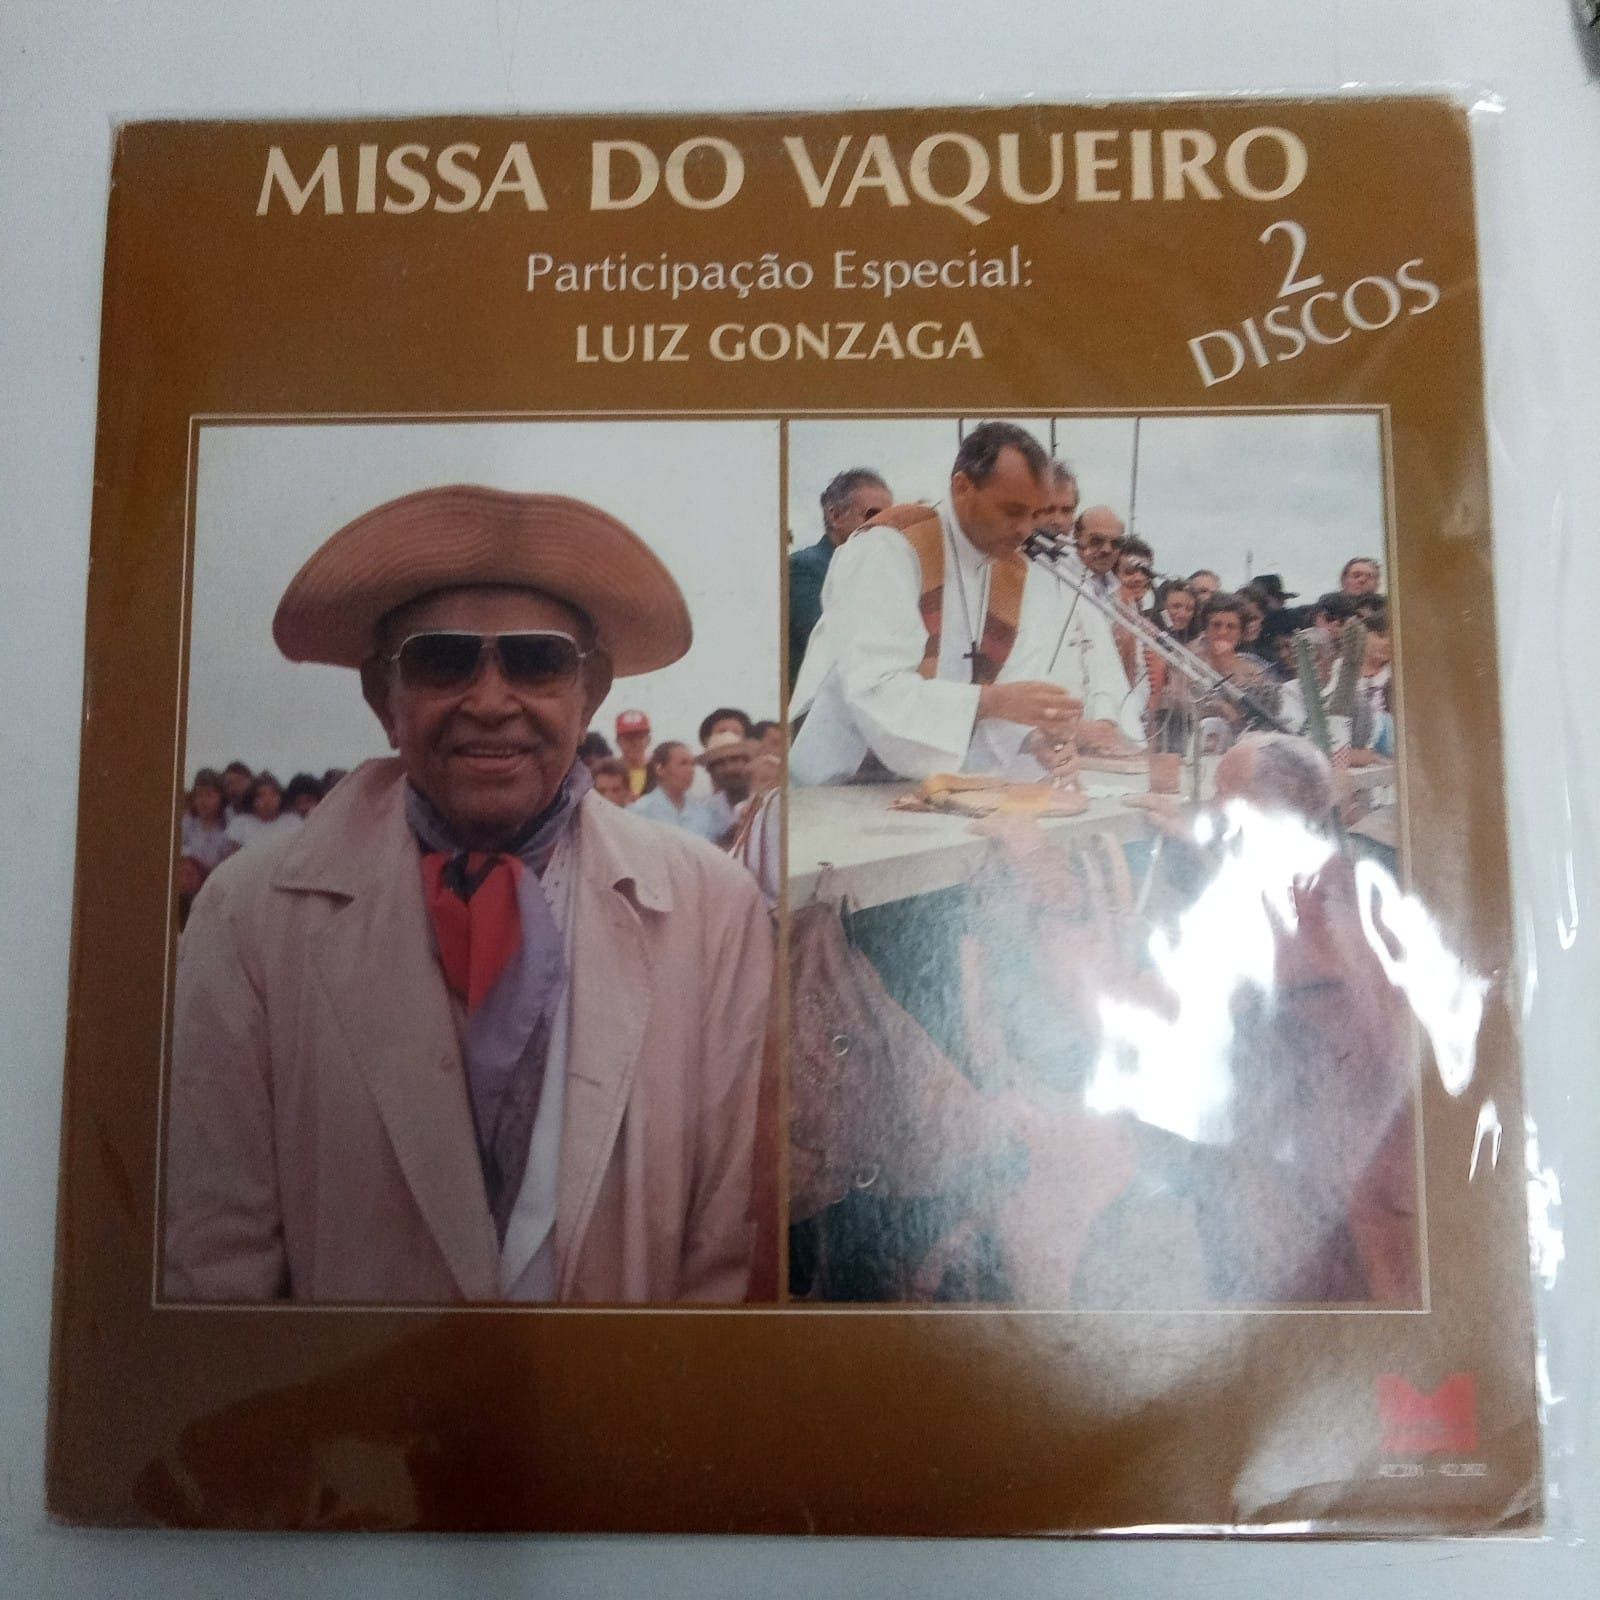 MISSA DO VAQUEIRO
Participação Especial:
LUIZ GONZAGA
2
DISCOS